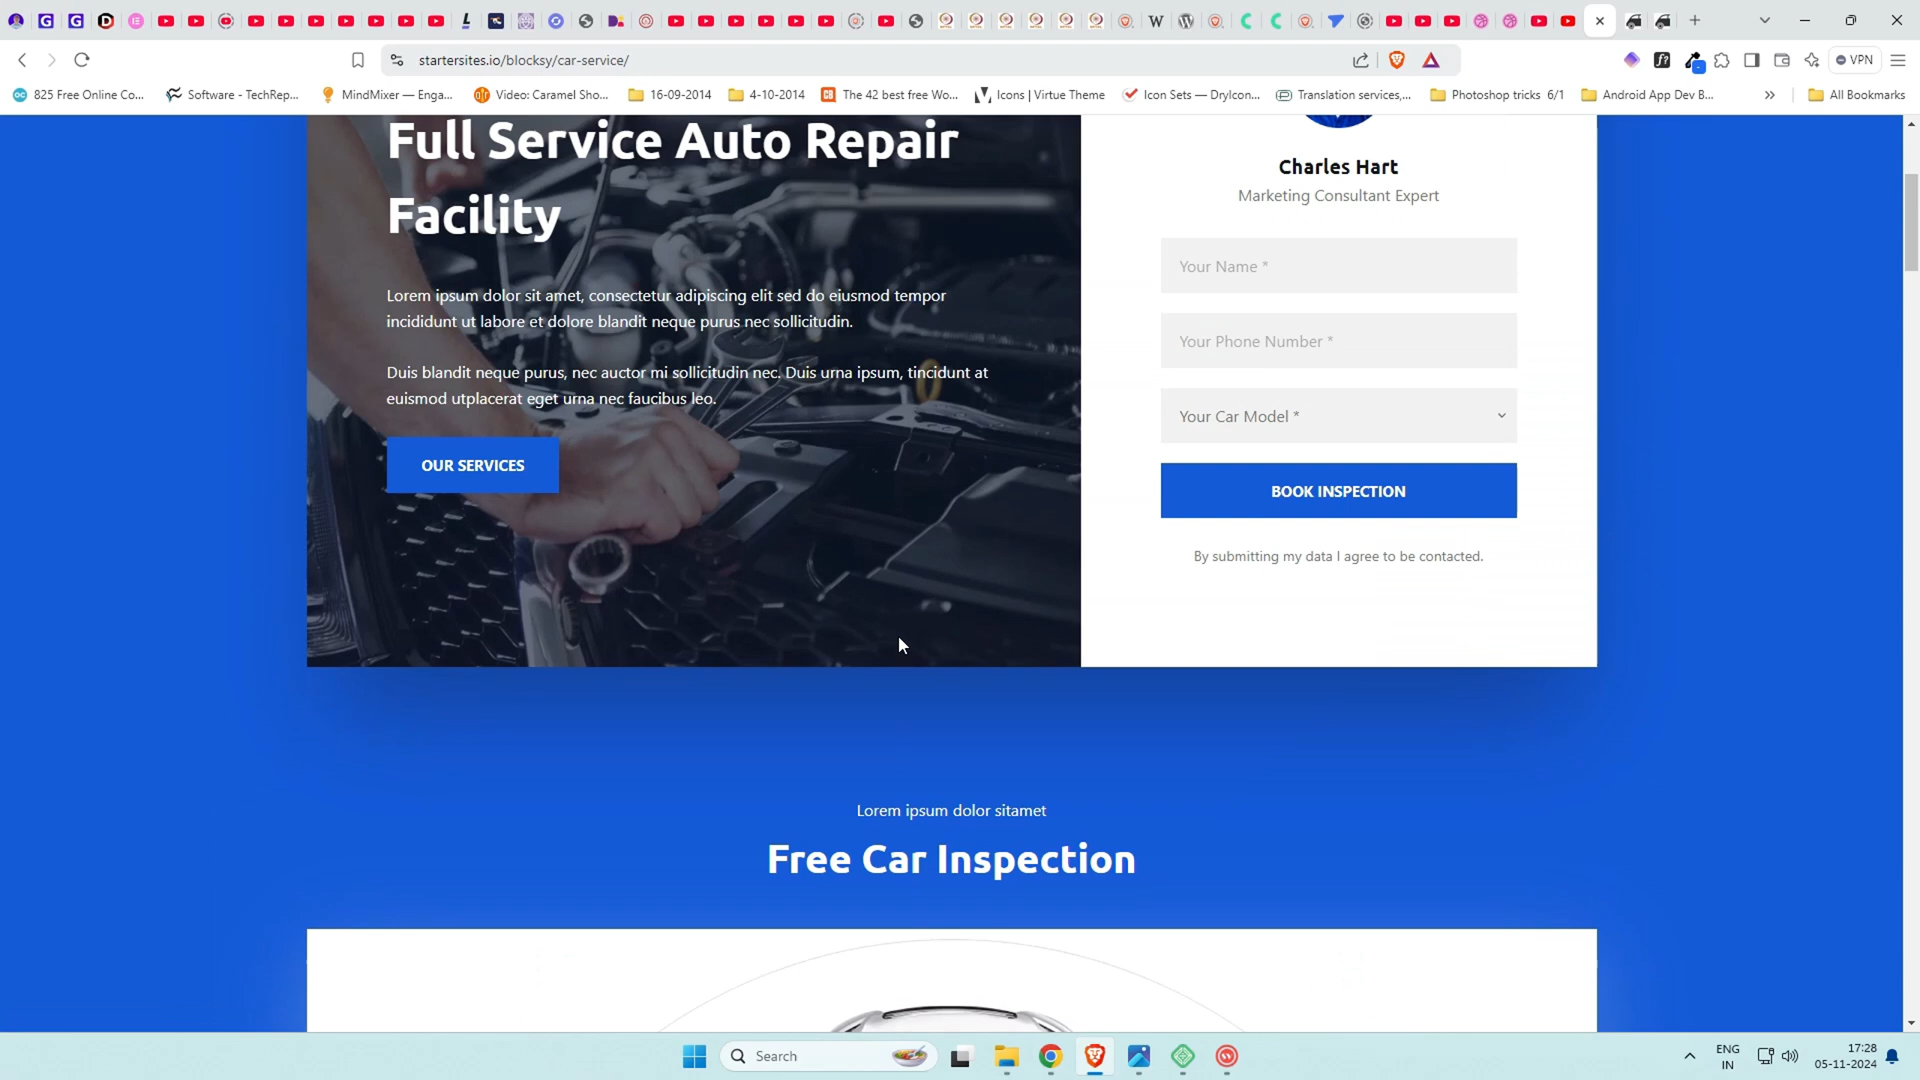 startersites.io/blocksy/car-service/
VPN
825 Free Online Co...
Software - TechRep...
MindMixer — Enga...
Video: Caramel Sho...
16-09-2014
4-10-2014
The 42 best free Wo...
Icons | Virtue Theme
Icon Sets — DryIcon...
Translation services,...
Photoshop tricks 6/1
Android App Dev B...
All Bookmarks
Full Service Auto Repair
Facility
Lorem ipsum dolor sit amet, consectetur adipiscing elit sed do eiusmod tempor
incididunt ut labore et dolore blandit neque purus nec sollicitudin.
Duis blandit neque purus, nec auctor mi sollicitudin nec. Duis urna ipsum, tincidunt at
euismod utplacerat eget urna nec faucibus leo.
OUR SERVICES
Charles Hart
Marketing Consultant Expert
Your Name *
Your Phone Number *
Your Car Model *
BOOK INSPECTION
By submitting my data I agree to be contacted.
Lorem ipsum dolor sitamet
Free Car Inspection
Search
ENG
IN
17:28
05-11-2024